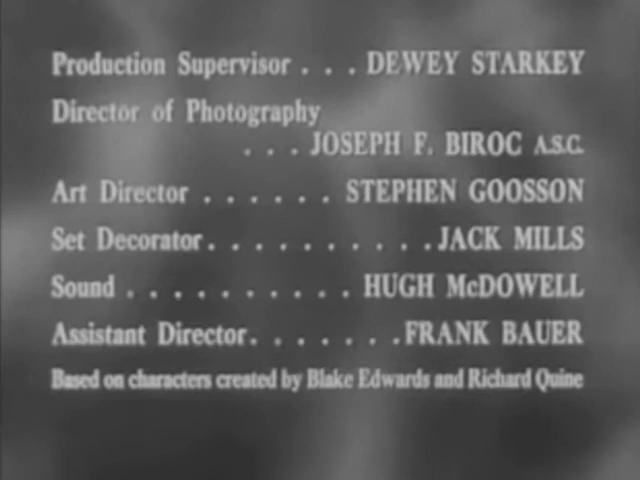 Production Supervisor . . . DEWEY STARKEY
Director of Photography
. . . JOSEPH F. BIROC A.S.C.
Art Director . . . . . . STEPHEN GOOSSON
Set Decorator. . . . . . . . . . JACK MILLS
Sound . . . . . . . . . . HUGH McDOWELL
Assistant Director. . . . . . . FRANK BAUER
Based on characters created by Blake Edwards and Richard Quine